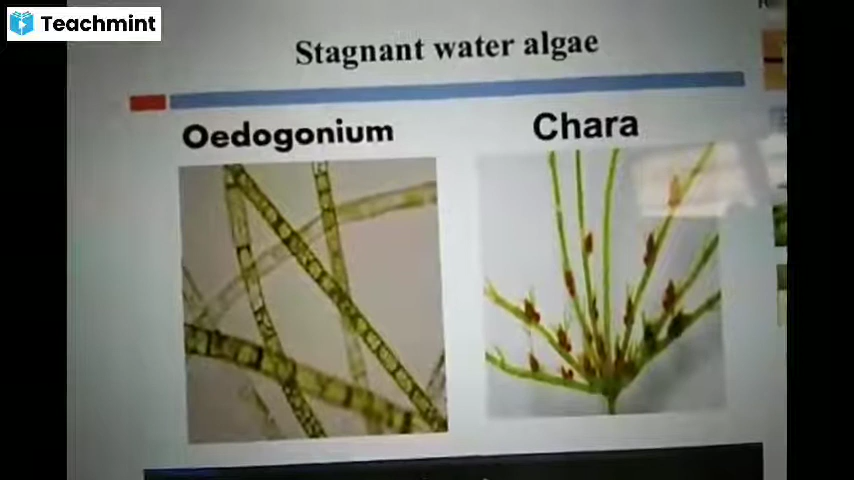 Teachmint
Stagnant water algae
Oedogonium
Chara